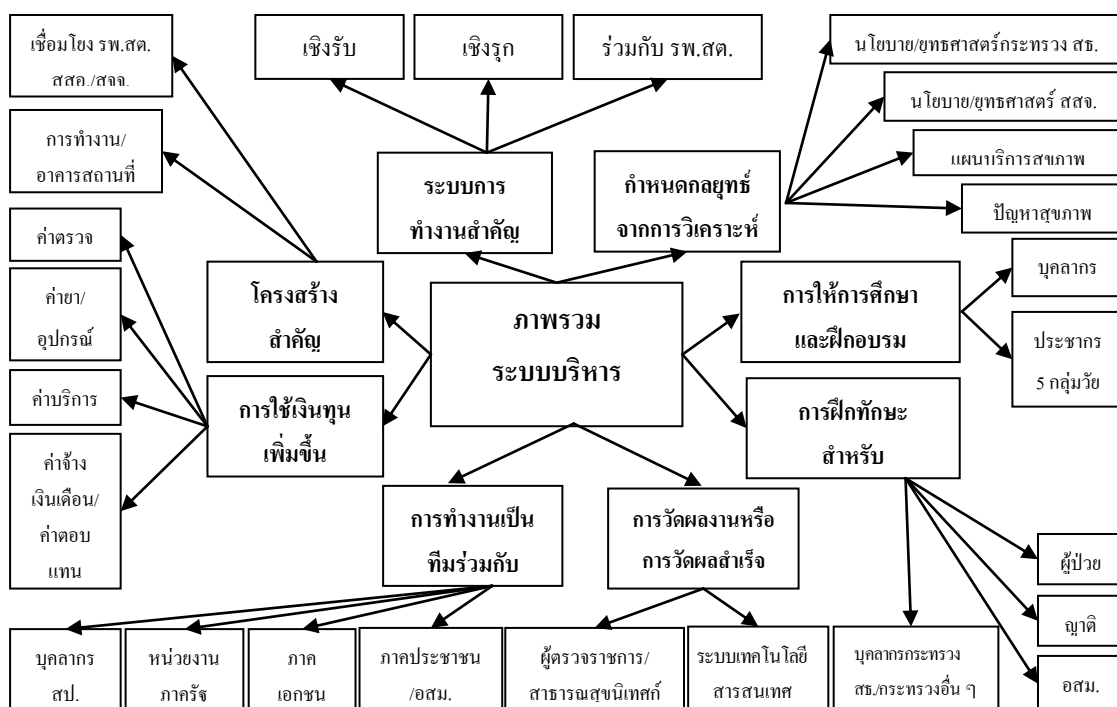 เชื่อมโยง รพ.สต.
สสอ./สจจ.
เชิงรับ
เชิงรุก
ร่วมกับ รพ.สต.
นโยบาย/ยุทธศาสตร์กระทรวง สธ.
นโยบาย/ยุทธศาสตร์ สสจ.
แผนบริการสุขภาพ
ปัญหาสุขภาพ
การทำงาน/
อาคารสถานที่
ระบบการ
ทำงานสำคัญ
กำหนดกลยุทธ์
จากการวิเคราะห์
ค่าตรวจ
ค่ายา/
อุปกรณ์
ค่าบริการ
ค่าจ้าง
เงินเดือน/
ค่าตอบ
แทน
โครงสร้าง
สำคัญ
การใช้เงินทุน
เพิ่มขึ้น
ภาพรวม
ระบบบริหาร
การให้การศึกษา
และฝึกอบรม
บุคลากร
ประชากร
5 กลุ่มวัย
การฝึกทักษะ
สำหรับ
การทำงานเป็น
ทีมร่วมกับ
การวัดผลงานหรือ
การวัดผลสำเร็จ
ผู้ป่วย
ญาติ
อสม.
บุคลากร
สป.
หน่วยงาน
ภาครัฐ
ภาค
เอกชน
ภาคประชาชน
/อสม.
ผู้ตรวจราชการ/
สาธารณสุขนิเทศก์
ระบบเทคโนโลยี
สารสนเทศ
บุคลากรกระทรวง
สธ./กระทรวงอื่น ๆ